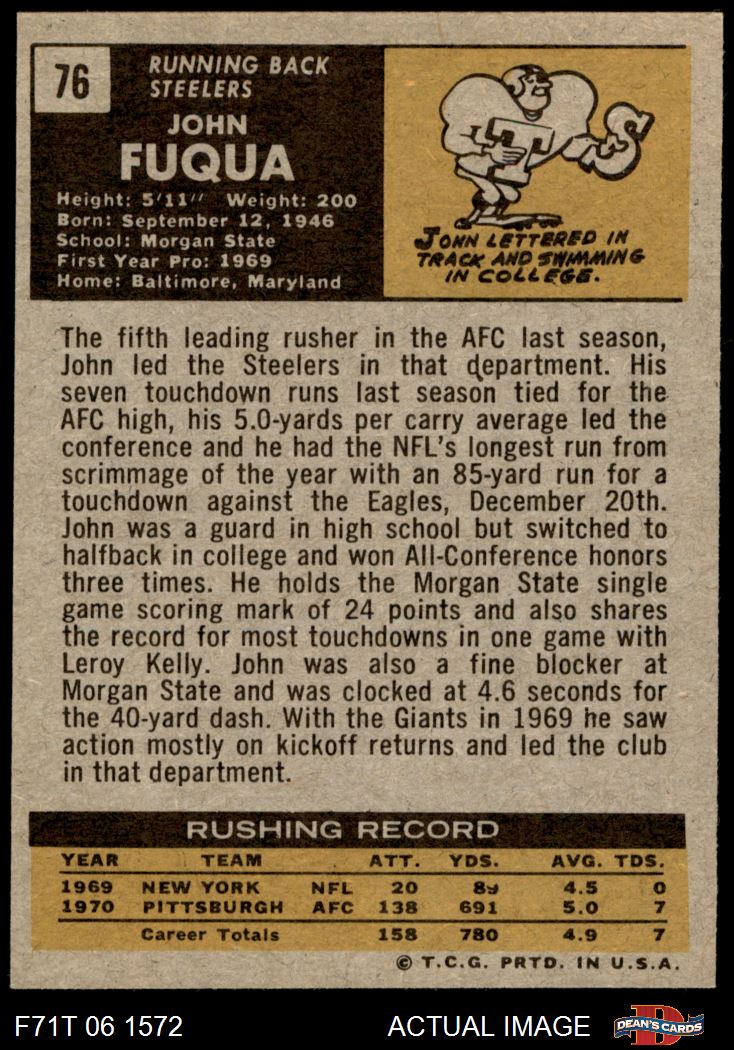 76
RUNNING BACK
STEELERS
JOHN
FUQUA
Height: 5'11" Weight: 200
Born: September 12, 1946
School: Morgan State
First Year Pro: 1969
Home: Baltimore, Maryland
T
S
JOHN LETTERED IN
TRACK AND SWIMMING
IN COLLEGE.
The fifth leading rusher in the AFC last season,
John led the Steelers in that department. His
seven touchdown runs last season tied for the
AFC high, his 5.0-yards per carry average led the
conference and he had the NFL's longest run from
scrimmage of the year with an 85-yard run for a
touchdown against the Eagles, December 20th.
John was a guard in high school but switched to
halfback in college and won All-Conference honors
three times. He holds the Morgan State single
game scoring mark of 24 points and also shares
the record for most touchdowns in one game with
Leroy Kelly. John was also a fine blocker at
Morgan State and was clocked at 4.6 seconds for
the 40-yard dash. With the Giants in 1969 he saw
action mostly on kickoff returns and led the club
in that department.
RUSHING RECORD
YEAR TEAM ATT. YDS. AVG. TDS.
1969 NEW YORK NFL 20 89 4.5 0
1970 PITTSBURGH AFC 138 691 5.0 7
Career Totals 158 780 4.9 7
© T.C.G. PRTD. IN U.S.A.
F71T 06 1572 ACTUAL IMAGE
D
DEAN'S CARDS